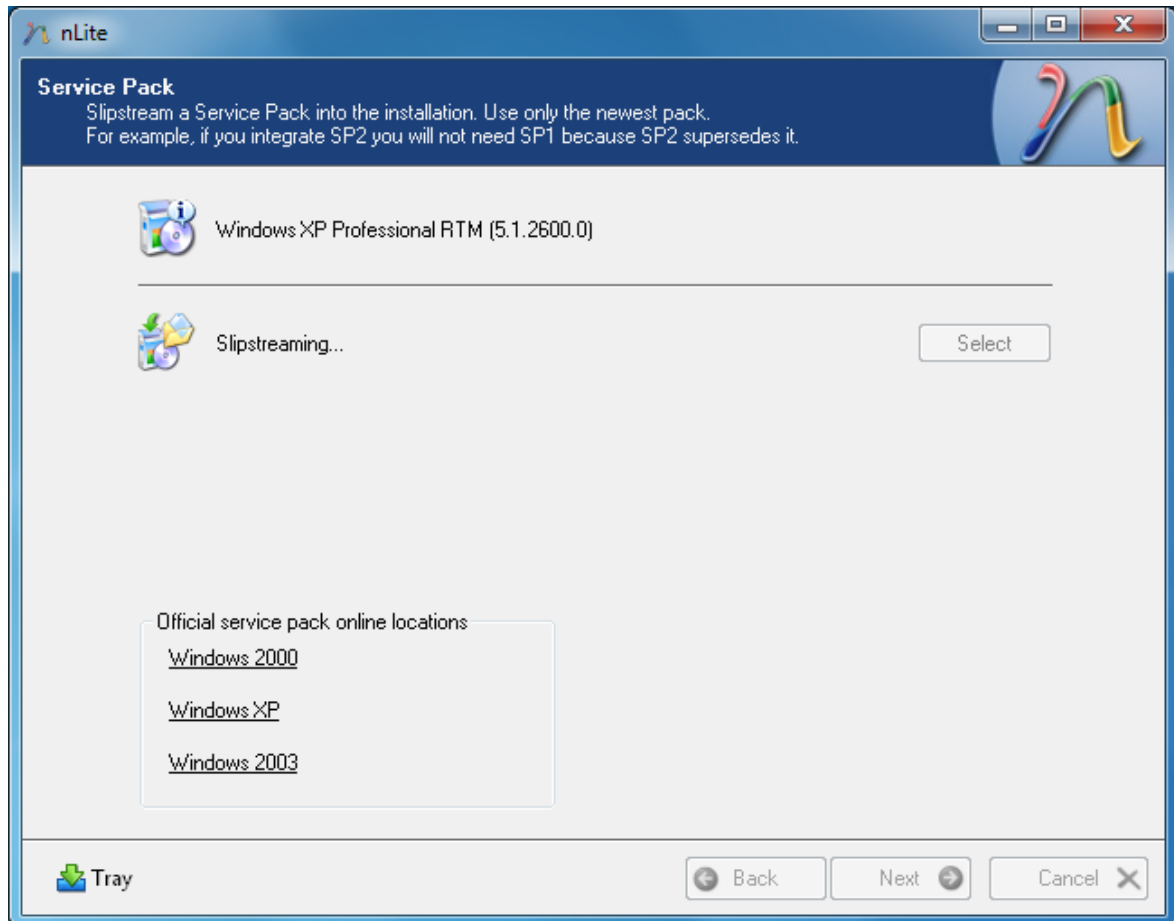 nLite
Service Pack
Slipstream a Service Pack into the installation. Use only the newest pack.
For example, if you integrate SP2 you will not need SP1 because SP2 supersedes it.
Windows XP Professional RTM (5.1.2600.0)
Slipstreaming...
Select
Official service pack online locations
Windows 2000
Windows XP
Windows 2003
Tray
Back
Next
Cancel